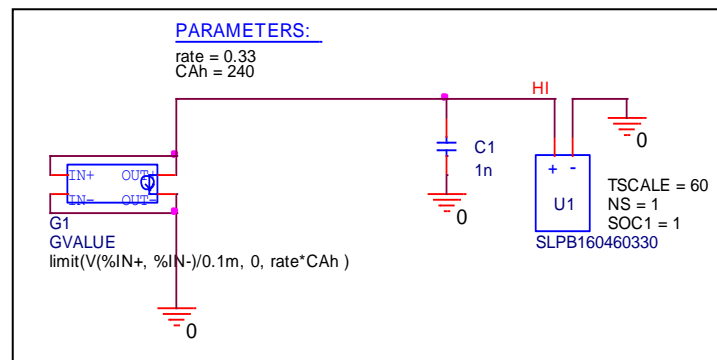 PARAMETERS:
rate = 0.33
CAh = 240
HI
0
IN+ OUT+
IN- OUT-
C1
1n
+ -
U1
TSCALE = 60
NS = 1
SOC1 = 1
0
SLPB160460330
G1
GVALUE
limit(V(%IN+, %IN-)/0.1m, 0, rate*CAh )
0